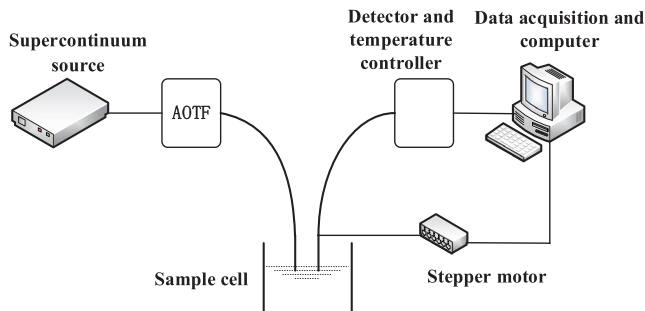 Supercontinuum
source
AOTF
Detector and
temperature
controller
Data acquisition and
computer
Sample cell
Stepper motor